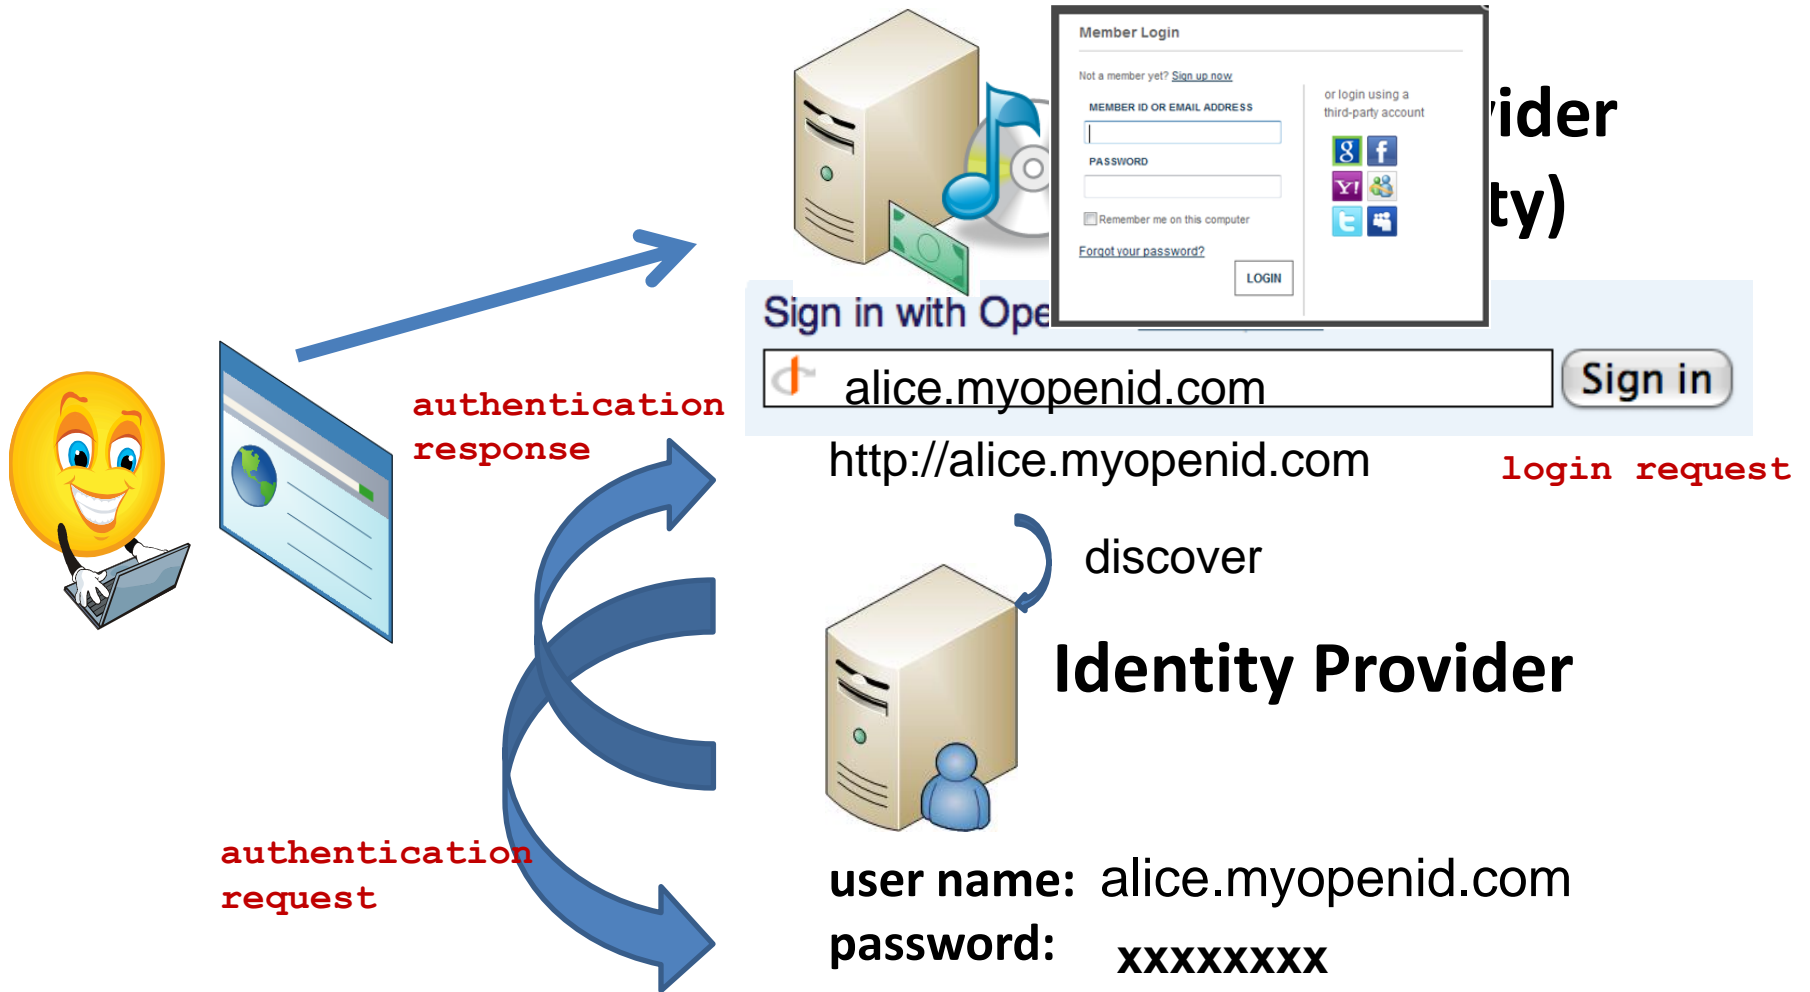 Member Login
Not a member yet? Sign up now
MEMBER ID OR EMAIL ADDRESS
PASSWORD
Remember me on this computer
Forgot your password?
LOGIN
or login using a
third-party account
g f
Y!
t
vider
ty)
Sign in with Ope
alice.myopenid.com
Sign in
authentication
response
http://alice.myopenid.com
login request
discover
Identity Provider
authentication
request
user name: alice.myopenid.com
password: xxxxxxxx